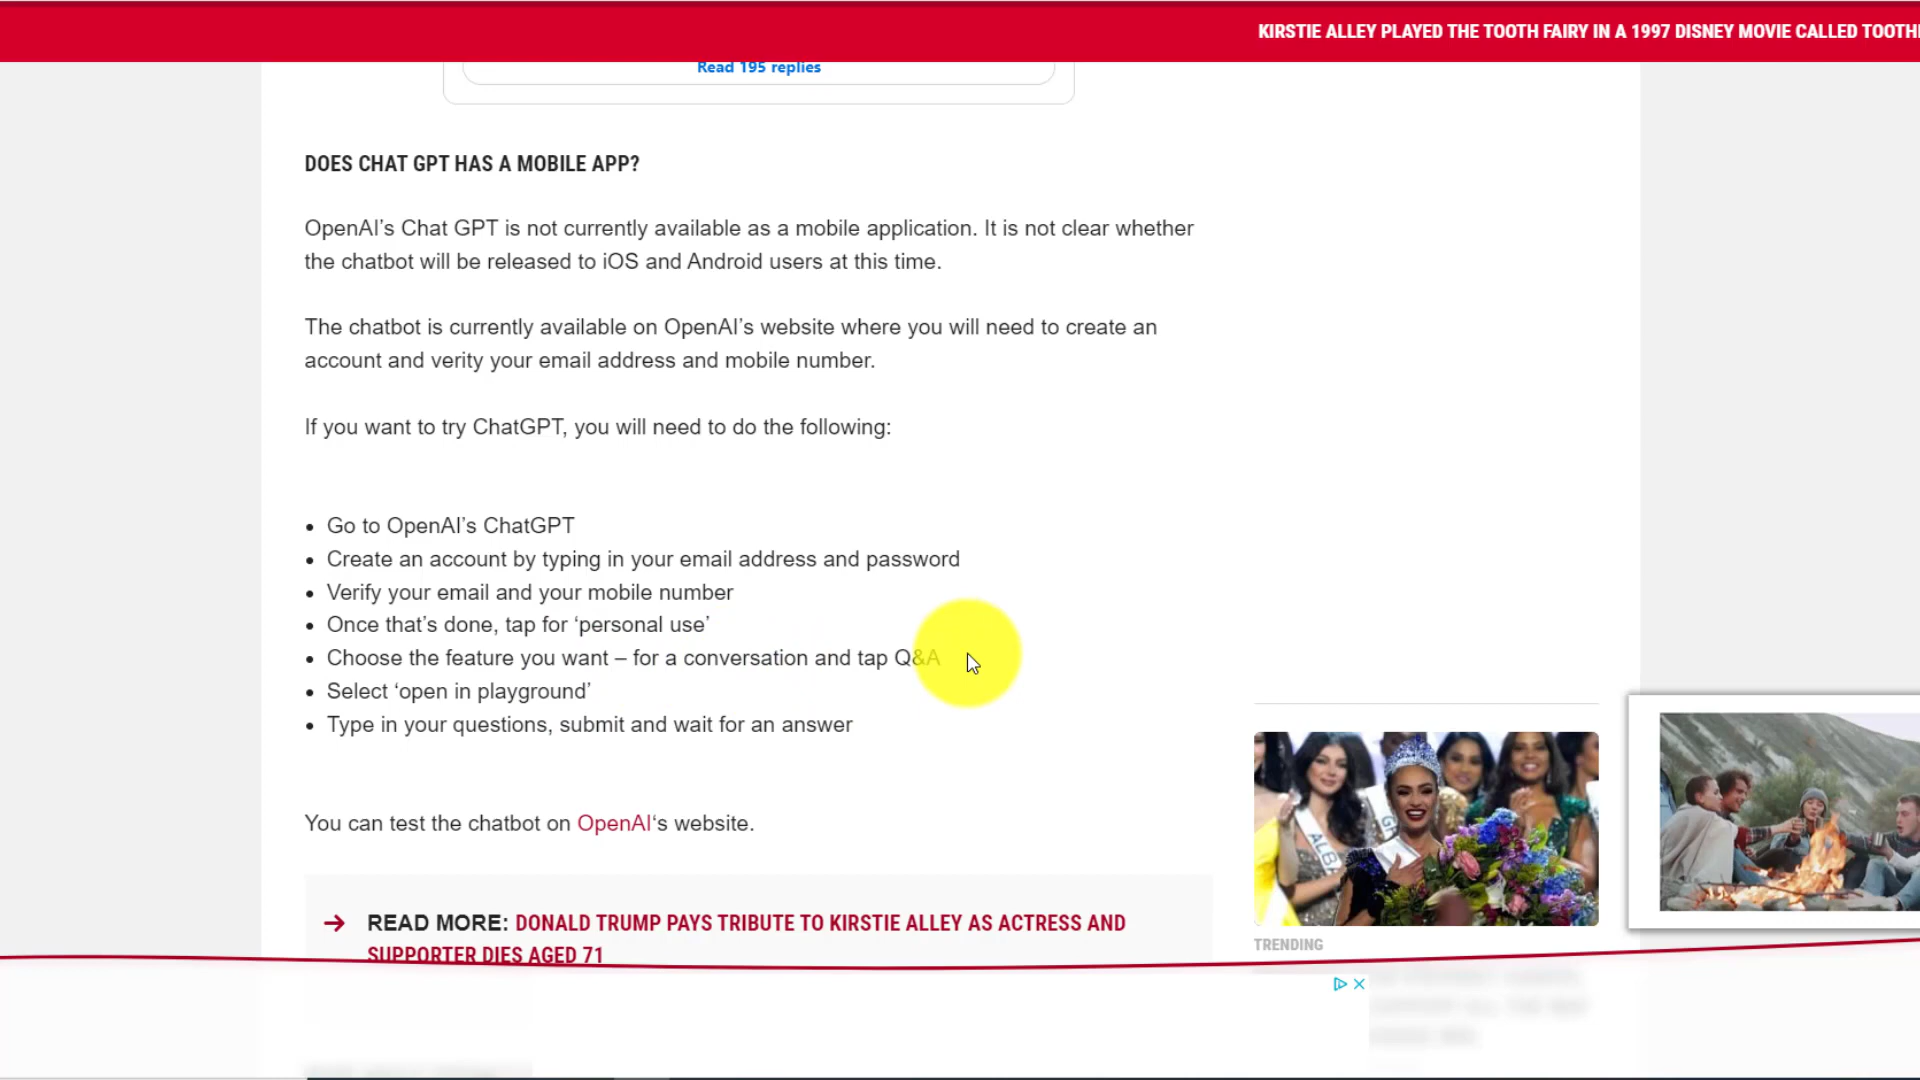 KIRSTIE ALLEY PLAYED THE TOOTH FAIRY IN A 1997 DISNEY MOVIE CALLED TOOTH
Read 195 replies
DOES CHAT GPT HAS A MOBILE APP?
OpenAI’s Chat GPT is not currently available as a mobile application. It is not clear whether
the chatbot will be released to iOS and Android users at this time.
The chatbot is currently available on OpenAI’s website where you will need to create an
account and verity your email address and mobile number.
If you want to try ChatGPT, you will need to do the following:
• Go to OpenAI’s ChatGPT
• Create an account by typing in your email address and password
• Verify your email and your mobile number
• Once that’s done, tap for ‘personal use’
• Choose the feature you want – for a conversation and tap Q&A
• Select ‘open in playground’
• Type in your questions, submit and wait for an answer
You can test the chatbot on OpenAI‘s website.
READ MORE: DONALD TRUMP PAYS TRIBUTE TO KIRSTIE ALLEY AS ACTRESS AND
SUPPORTER DIES AGED 71
ALBA
TRENDING